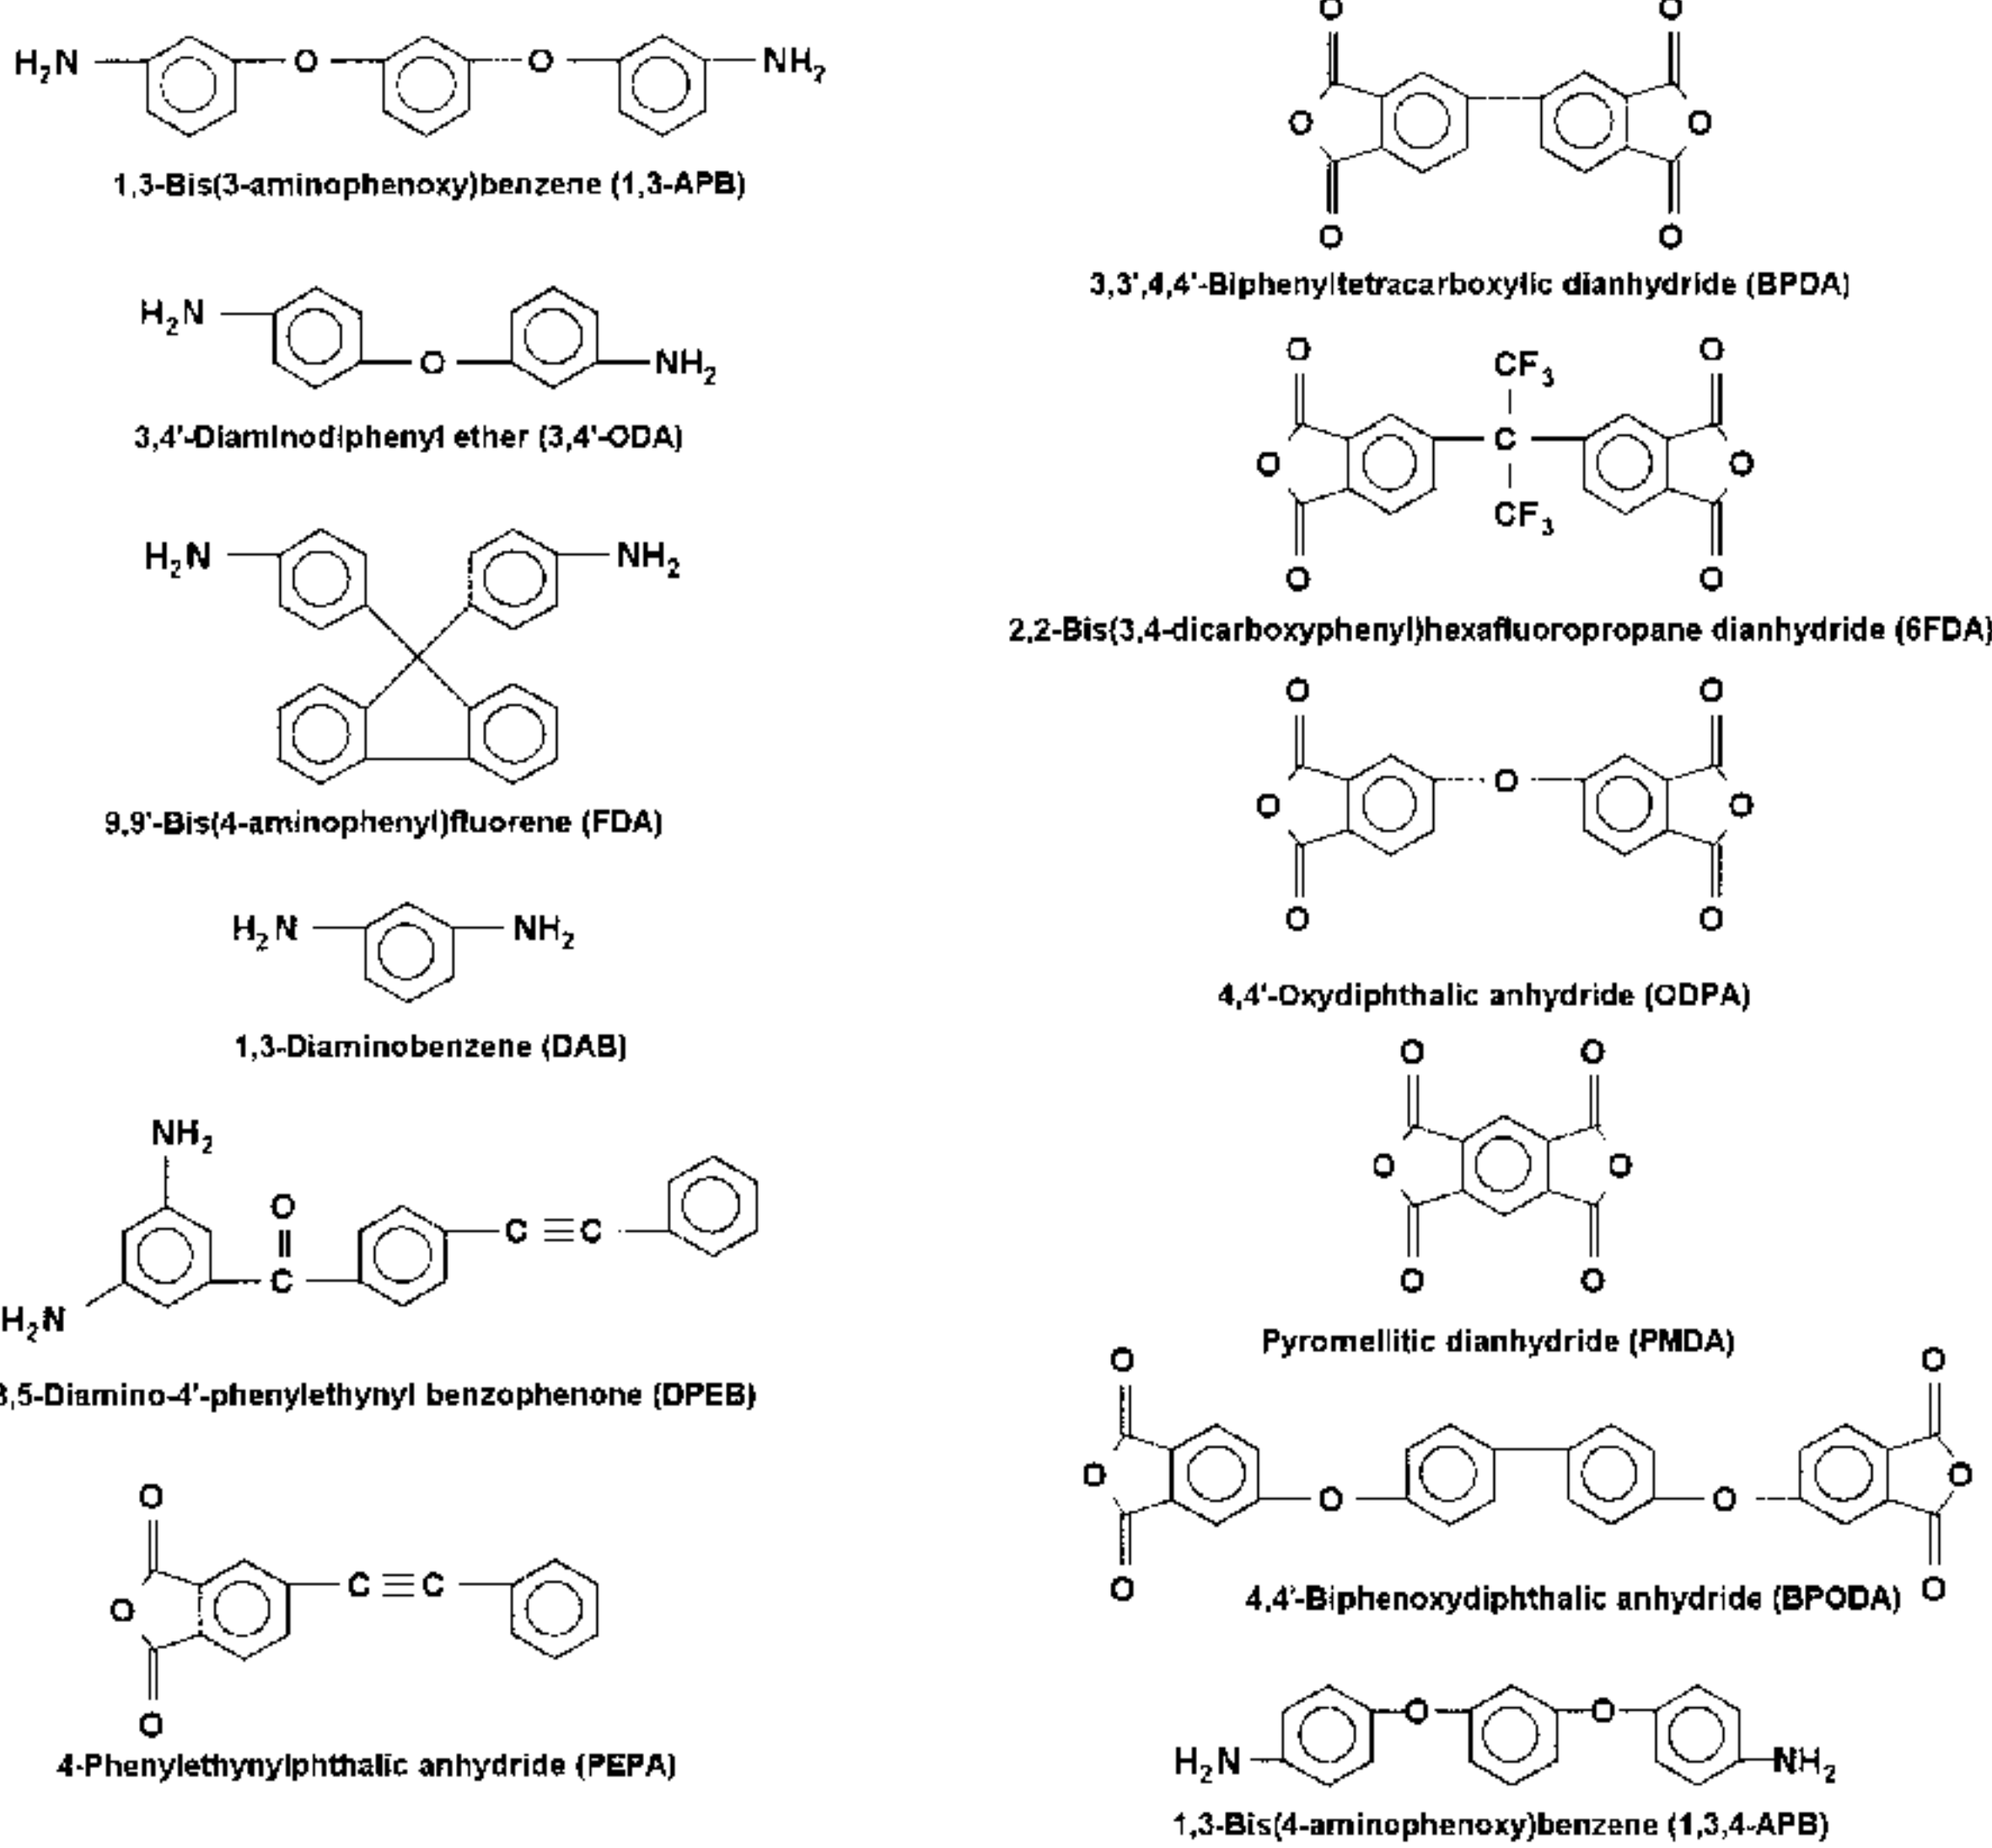 H2N O O NH2
1,3-Bis(3-aminophenoxy)benzene (1,3-APB)
H2N O NH2
3,4'-Diaminodiphenyl ether (3,4'-ODA)
H2N NH2
9,9'-Bis(4-aminophenyl)fluorene (FDA)
H2N NH2
1,3-Diaminobenzene (DAB)
NH2
O
C C ≡ C
H2N
3,5-Diamino-4'-phenylethynyl benzophenone (DPEB)
O
C ≡ C
O
O
4-Phenylethynylphthalic anhydride (PEPA)
O O
O O
O O
3,3',4,4'-Biphenyltetracarboxylic dianhydride (BPDA)
O CF3 O
O C O
CF3
O O
2,2-Bis(3,4-dicarboxyphenyl)hexafluoropropane dianhydride (6FDA)
O O
O O O
O O
4,4'-Oxydiphthalic anhydride (ODPA)
O O
O O
O O
Pyromellitic dianhydride (PMDA)
O O
O O
O O
O O
4,4'-Biphenoxydiphthalic anhydride (BPODA)
O O
H2N NH2
1,3-Bis(4-aminophenoxy)benzene (1,3,4-APB)